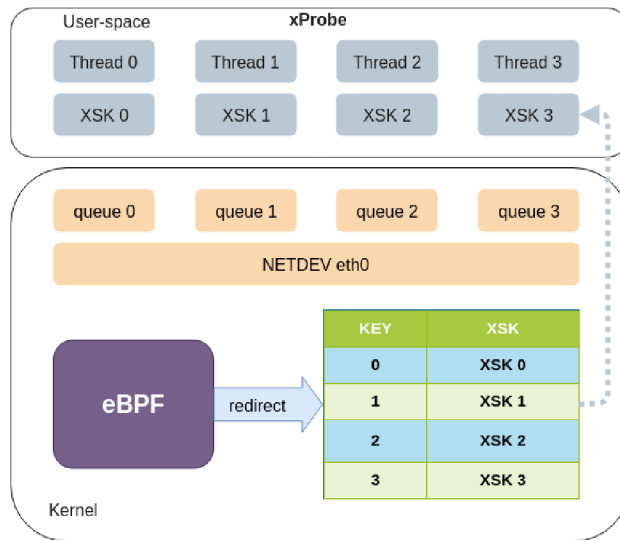 User-space
xProbe
Thread 0
Thread 1
Thread 2
Thread 3
XSK 0
XSK 1
XSK 2
XSK 3
queue 0
queue 1
queue 2
queue 3
NETDEV eth0
eBPF
redirect
KEY XSK
0 XSK 0
1 XSK 1
2 XSK 2
3 XSK 3
Kernel